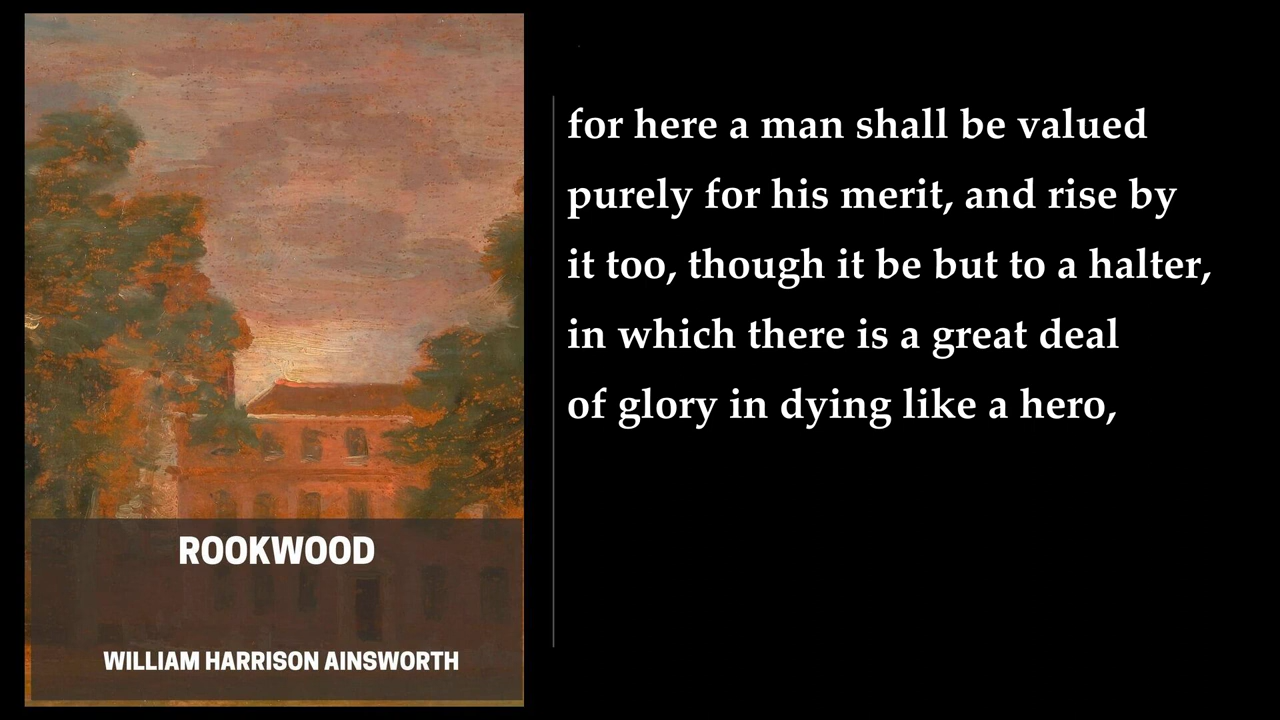 ROOKWOOD
WILLIAM HARRISON AINSWORTH
for here a man shall be valued
purely for his merit, and rise by
it too, though it be but to a halter,
in which there is a great deal
of glory in dying like a hero,